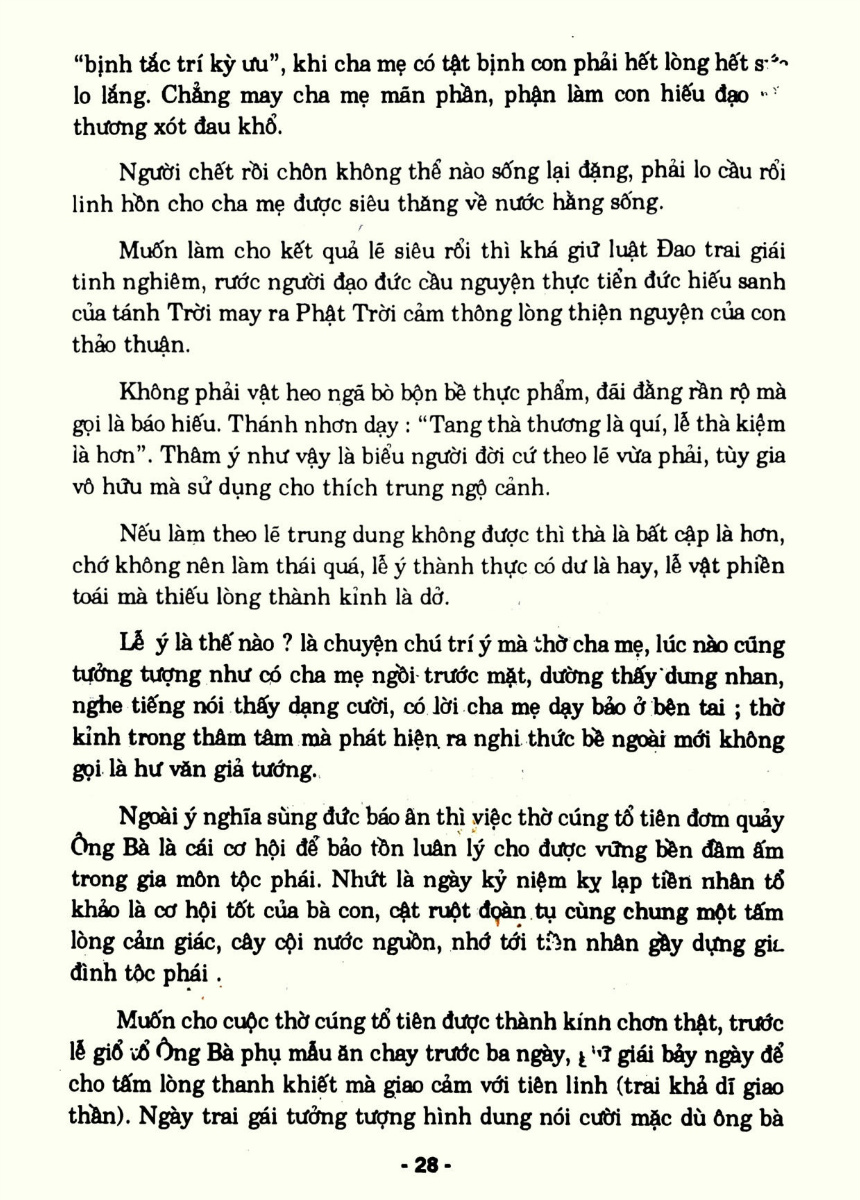 “bịnh tắc trí kỳ ưu”, khi cha mẹ có tật bịnh con phải hết lòng hết
lo lắng. Chẳng may cha mẹ mãn phần, phận làm con hiếu đạo
thương xót đau khổ.
Người chết rồi chôn không thể nào sống lại đặng, phải lo cầu rổi
linh hồn cho cha mẹ được siêu thăng về nước hằng sống.
Muốn làm cho kết quả lẽ siêu rổi thì khá giữ luật Đao trai giái
tinh nghiêm, rước người đạo đức cầu nguyện thực tiển đức hiếu sanh
của tánh Trời may ra Phật Trời cảm thông lòng thiện nguyện của con
thảo thuận.
Không phải vật heo ngã bò bộn bề thực phẩm, đãi đằng rần rộ mà
gọi là báo hiếu. Thánh nhơn dạy : “Tang thà thương là quí, lễ thà kiệm
là hơn”. Thâm ý như vậy là biểu người đời cứ theo lẽ vừa phải, tùy gia
vô hữu mà sử dụng cho thích trung ngộ cảnh.
Nếu làm theo lẽ trung dung không được thì thà là bất cập là hơn,
chớ không nên làm thái quá, lễ ý thành thực có dư là hay, lễ vật phiền
toái mà thiếu lòng thành kỉnh là dở.
Lễ ý là thế nào ? là chuyện chú trí ý mà thờ cha mẹ, lúc nào cũng
tưởng tượng như có cha mẹ ngồi trước mặt, dường thấy dung nhan,
nghe tiếng nói thấy dạng cười, có lời cha mẹ dạy bảo ở bên tai ; thờ
kỉnh trong thâm tâm mà phát hiện ra nghi thức bề ngoài mới không
gọi là hư văn giả tướng.
Ngoài ý nghĩa sùng đức báo ân thì việc thờ cúng tổ tiên đơm quảy
Ông Bà là cái cơ hội để bảo tồn luân lý cho được vững bền đầm ấm
trong gia môn tộc phái. Nhứt là ngày kỷ niệm kỵ lạp tiền nhân tổ
khảo là cơ hội tốt của bà con, cật ruột đoàn tụ cùng chung một tấm
lòng cảm giác, cây cội nước nguồn, nhớ tới tiền nhân gầy dựng gia
đình tộc phái .
Muốn cho cuộc thờ cúng tổ tiên được thành kính chơn thật, trước
lễ giổ Ông Bà phụ mẫu ăn chay trước ba ngày, giái bảy ngày để
cho tấm lòng thanh khiết mà giao cảm với tiên linh (trai khả dĩ giao
thần). Ngày trai gái tưởng tượng hình dung nói cười mặc dù ông bà
- 28 -